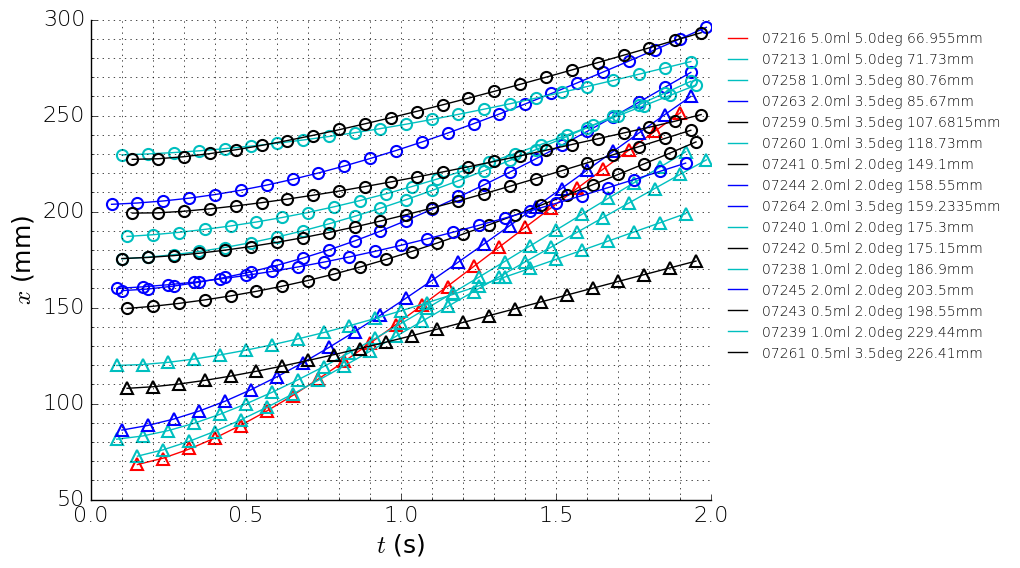 300
250
200
150
100
50
x (mm)
0.0 0.5 1.0 1.5 2.0
t (s)
07216 5.0ml 5.0deg 66.955mm
07213 1.0ml 5.0deg 71.73mm
07258 1.0ml 3.5deg 80.76mm
07263 2.0ml 3.5deg 85.67mm
07259 0.5ml 3.5deg 107.6815mm
07260 1.0ml 3.5deg 118.73mm
07241 0.5ml 2.0deg 149.1mm
07244 2.0ml 2.0deg 158.55mm
07264 2.0ml 3.5deg 159.2335mm
07240 1.0ml 2.0deg 175.3mm
07242 0.5ml 2.0deg 175.15mm
07238 1.0ml 2.0deg 186.9mm
07245 2.0ml 2.0deg 203.5mm
07243 0.5ml 2.0deg 198.55mm
07239 1.0ml 2.0deg 229.44mm
07261 0.5ml 3.5deg 226.41mm